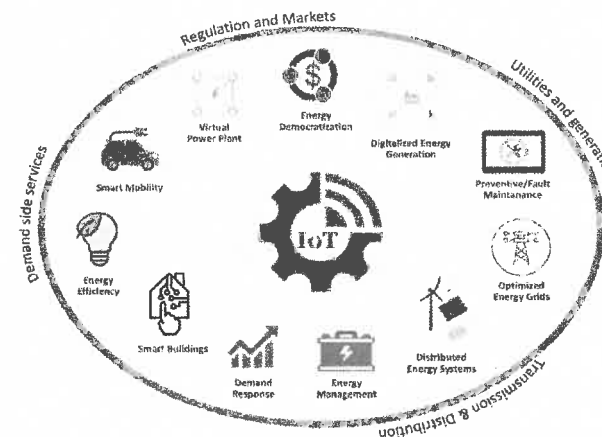 Regulation and Markets
Utilities and generat
Demand side services
Transmission & Distribution
Virtual
Power Plant
Energy
Democratization
Digitalized Energy
Generation
Smart Mobility
Preventive/Fault
Maintanance
IoT
Energy
Efficiency
Optimized
Energy Grids
Smart Buildings
Distributed
Energy Systems
Demand
Response
Energy
Management